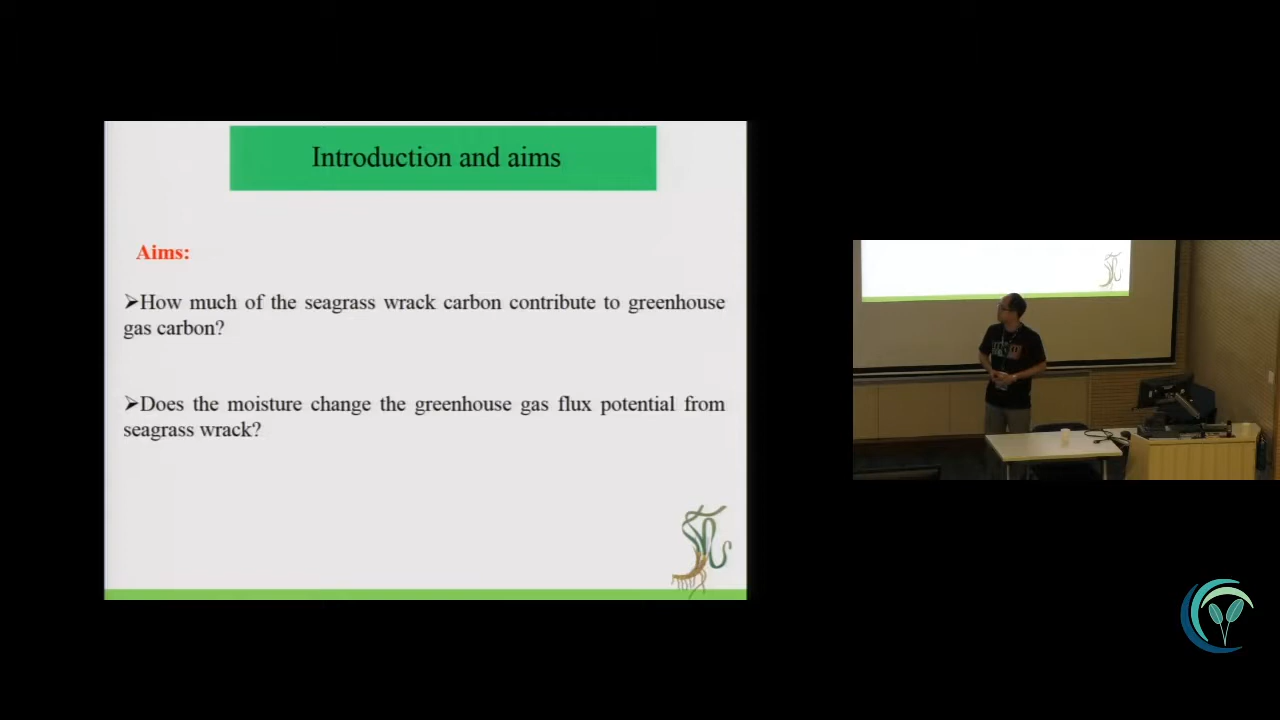 Introduction and aims
Aims:
➢How much of the seagrass wrack carbon contribute to greenhouse
gas carbon?
➢Does the moisture change the greenhouse gas flux potential from
seagrass wrack?